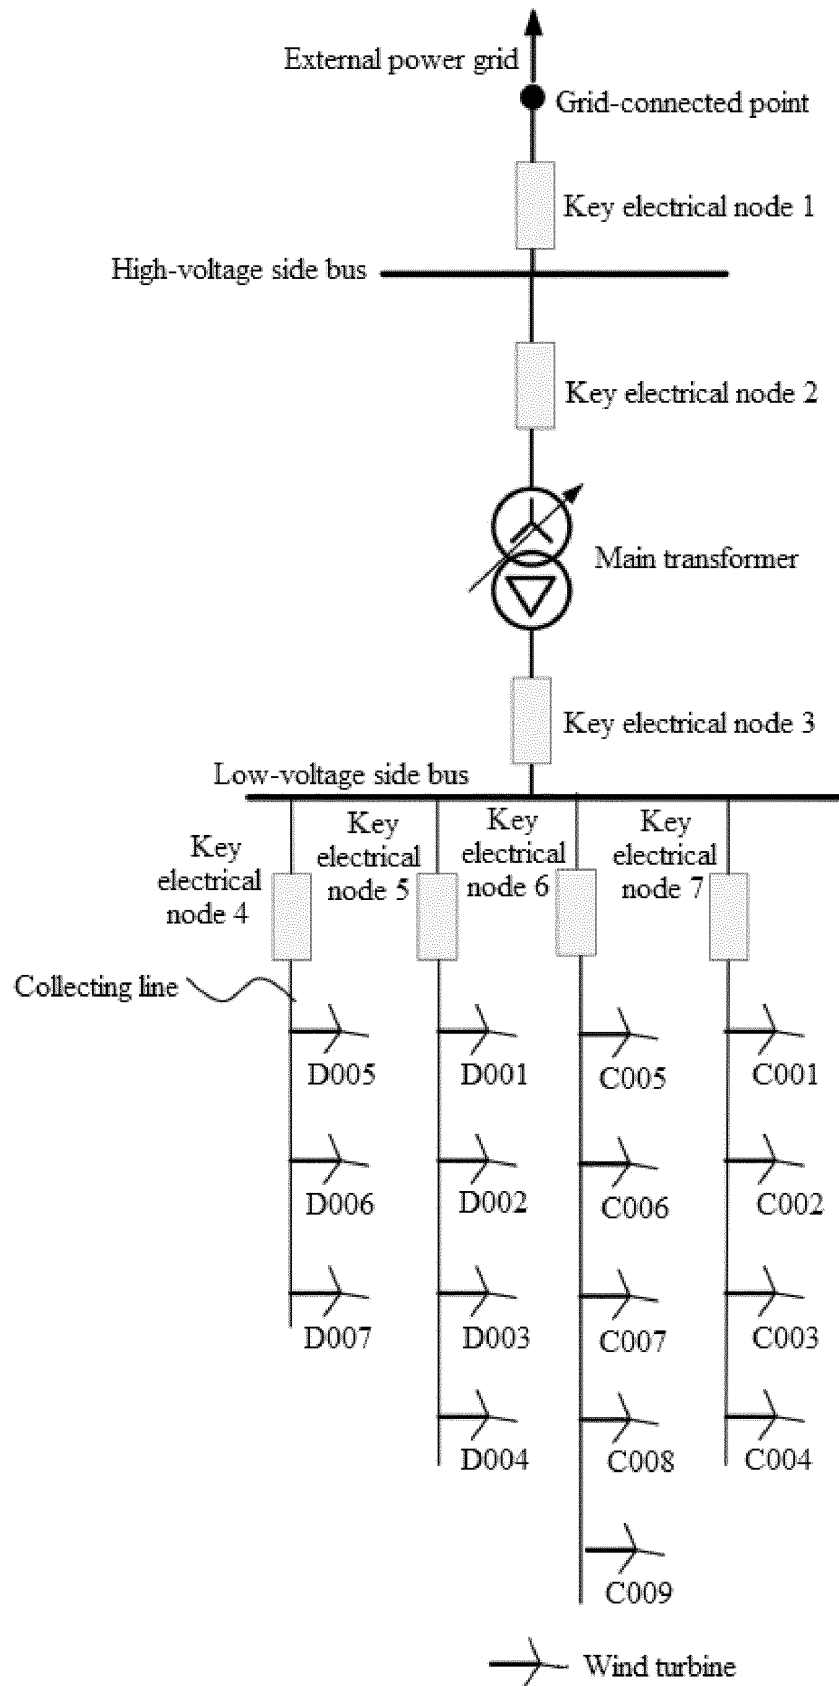 External power grid
Grid-connected point
Key electrical node 1
High-voltage side bus
Key electrical node 2
Main transformer
Key electrical node 3
Low-voltage side bus
Key
electrical
node 4
Key
electrical
node 5
Key
electrical
node 6
Key
electrical
node 7
Collecting line
D005
D001
C005
C001
D006
D002
C006
C002
D007
D003
C007
C003
D004
C008
C004
C009
Wind turbine